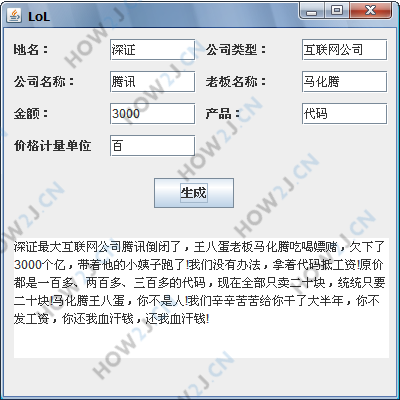 LoL
地名：
深证
公司类型：
互联网公司
公司名称：
腾讯
老板名称：
马化腾
金额：
3000
产品：
代码
价格计量单位
百
生成
深证最大互联网公司腾讯倒闭了，王八蛋老板马化腾吃喝嫖赌，欠下了
3000个亿，带着他的小姨子跑了!我们没有办法，拿着代码抵工资!原价
都是一百多、两百多、三百多的代码，现在全部只卖二十块，统统只要
二十块!马化腾王八蛋，你不是人!我们辛辛苦苦给你干了大半年，你不
发工资，你还我血汗钱，还我血汗钱!
HOW2J.CN